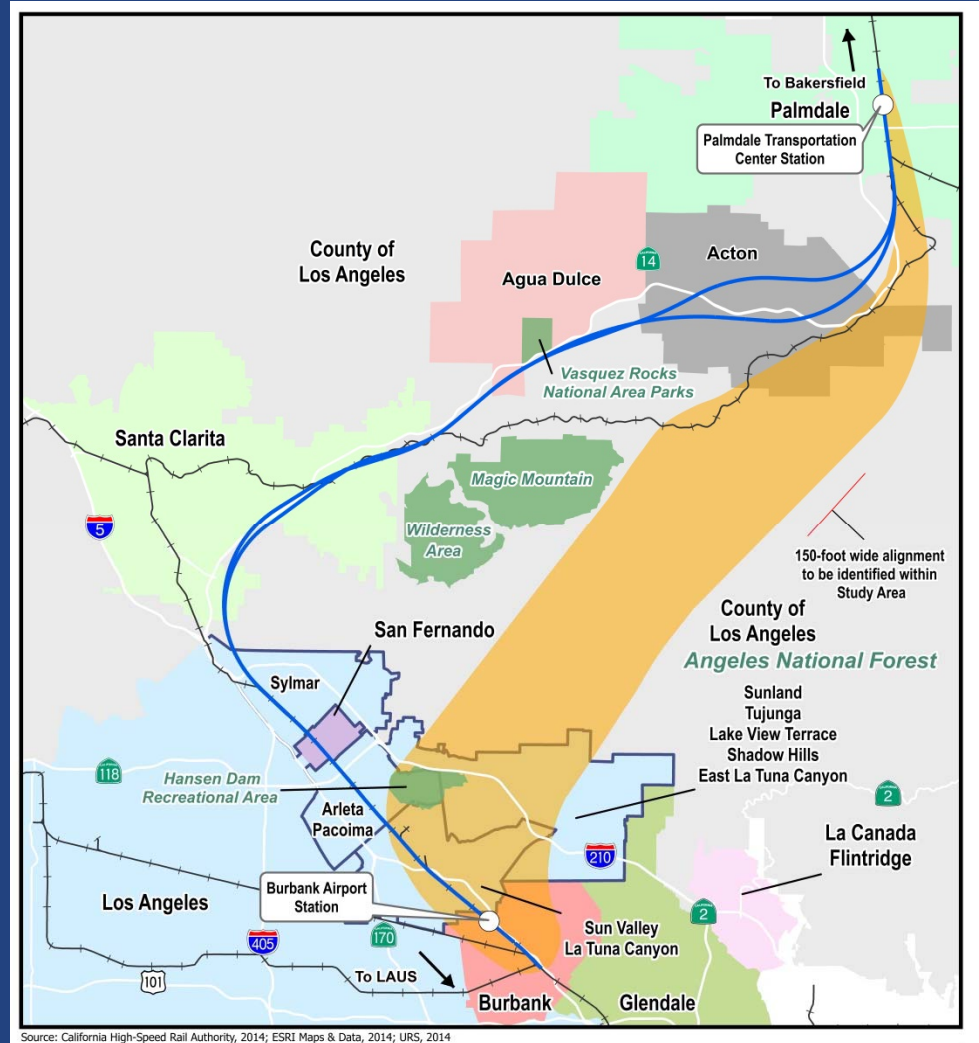 To Bakersfield
Palmdale
Palmdale Transportation
Center Station
County of
Los Angeles
Agua Dulce
CALIFORNIA
14
Acton
Vasquez Rocks
National Area Parks
Santa Clarita
Magic Mountain
Wilderness
Area
5
150-foot wide alignment
to be identified within
Study Area
County of
Los Angeles
Angeles National Forest
San Fernando
Sylmar
Sunland
Tujunga
Lake View Terrace
Shadow Hills
East La Tuna Canyon
118
Hansen Dam
Recreational Area
Arleta
Pacoima
2
La Canada
Flintridge
210
Burbank Airport
Station
Los Angeles
405
170
2
Sun Valley
La Tuna Canyon
101
To LAUS
Burbank
Glendale
Source: California High-Speed Rail Authority, 2014; ESRI Maps & Data, 2014; URS, 2014